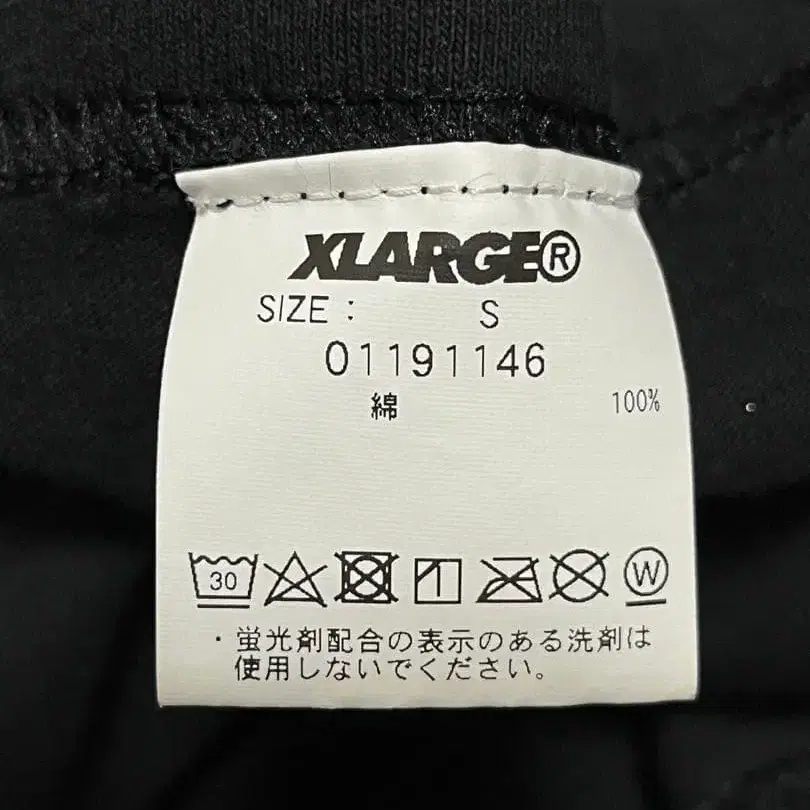 XLARGE®
SIZE : S
01191146
綿 100%
30 W
・蛍光剤配合の表示のある洗剤は
使用しないでください。